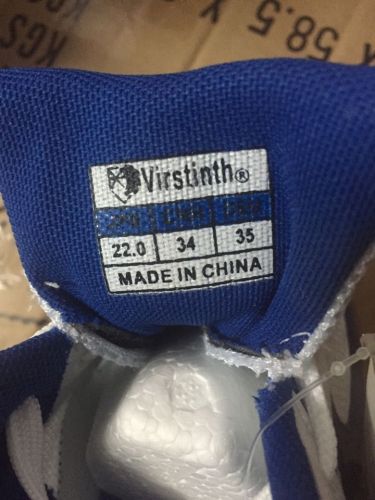 KGS
58.5 X
Virstinth®
22.0 34 35
MADE IN CHINA